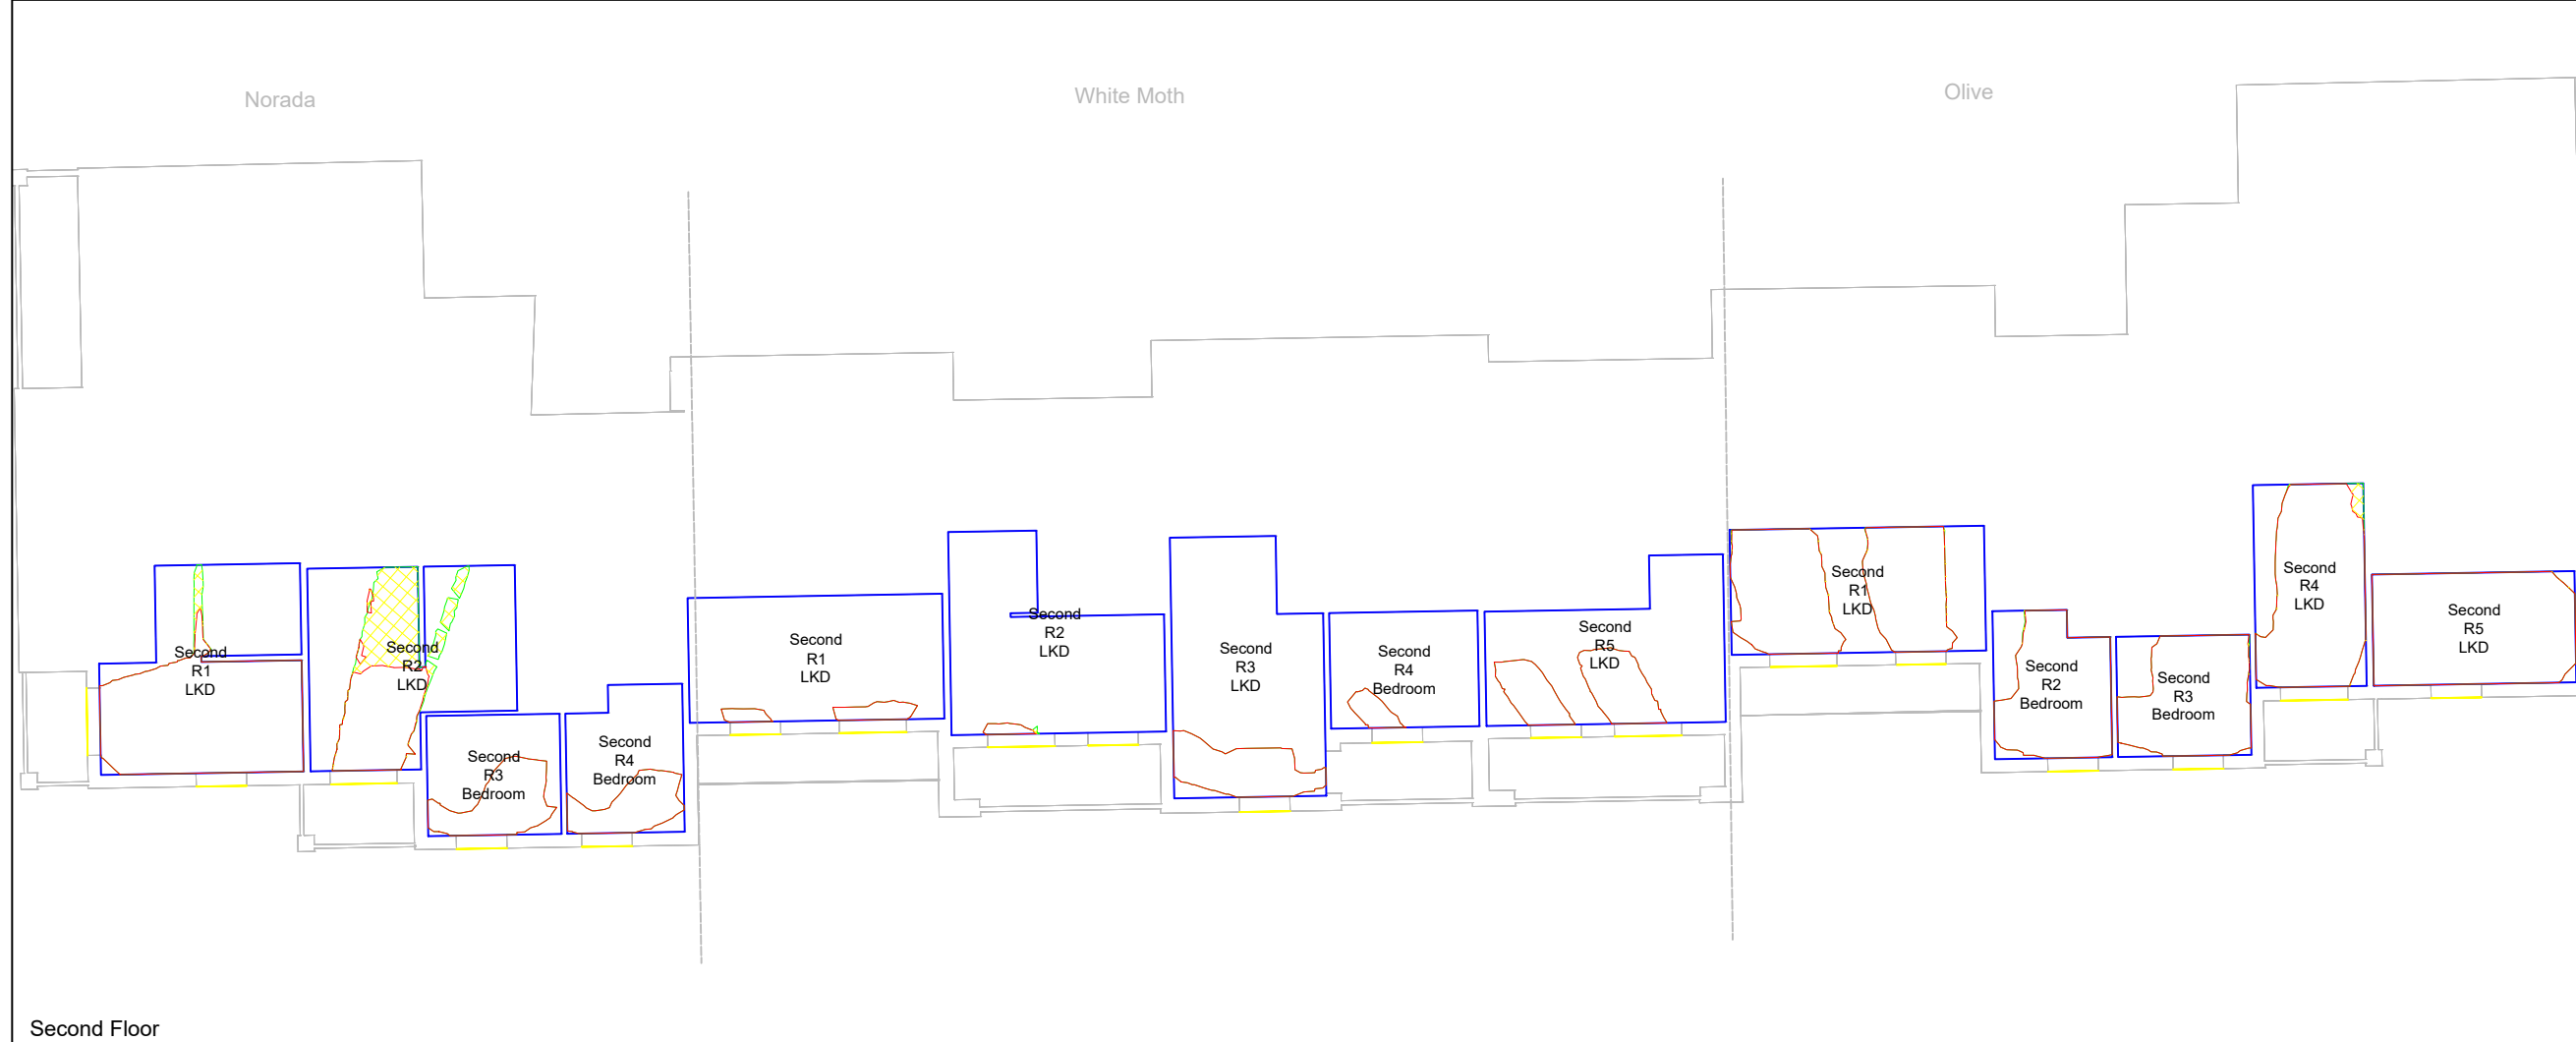 Norada
White Moth
Olive
Second
R1
LKD
Second
R2
LKD
Second
R3
Bedroom
Second
R4
Bedroom
Second
R1
LKD
Second
R2
LKD
Second
R3
LKD
Second
R4
Bedroom
Second
R5
LKD
Second
R1
LKD
Second
R2
Bedroom
Second
R3
Bedroom
Second
R4
LKD
Second
R5
LKD
Second Floor